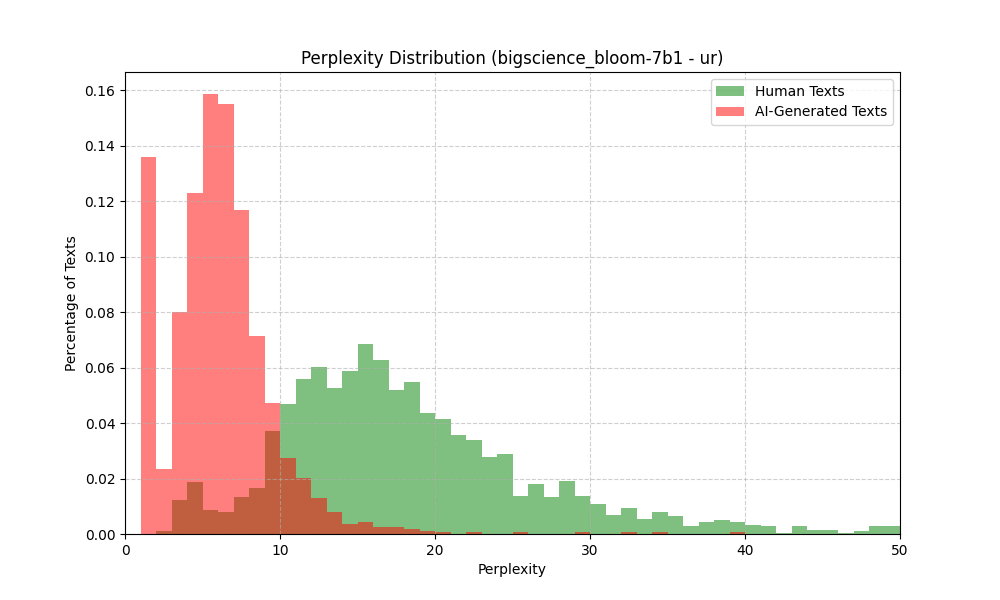 Perplexity Distribution (bigscience_bloom-7b1 - ur)
Human Texts
AI-Generated Texts
Percentage of Texts
0.16
0.14
0.12
0.10
0.08
0.06
0.04
0.02
0.00
0 10 20 30 40 50
Perplexity